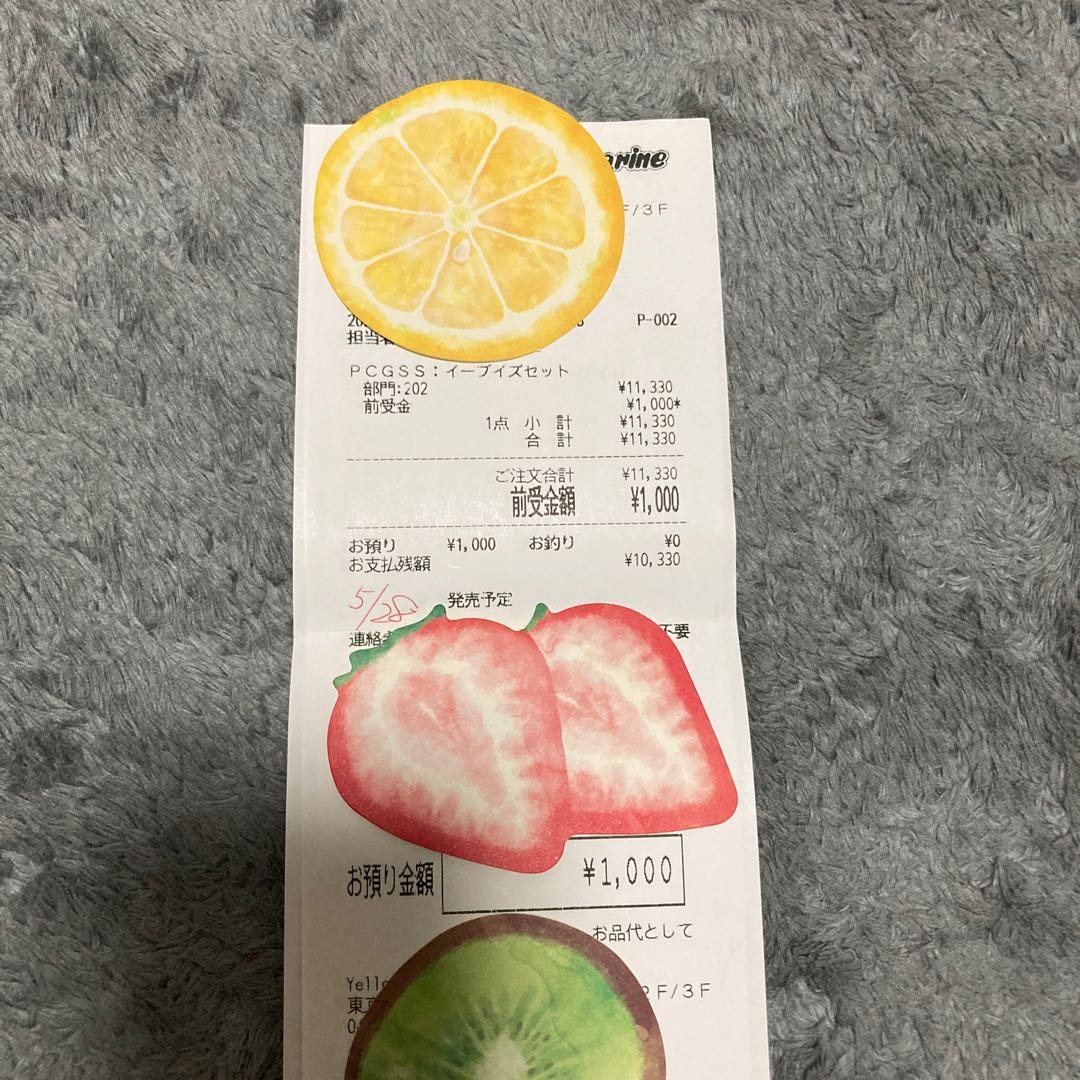 F/3F
P-002
担当者
PCGSS:イーブイズセット
部門:202 ¥11,330
前受金 ¥1,000*
1点 小 計 ¥11,330
合 計 ¥11,330
ご注文合計 ¥11,330
前受金額 ¥1,000
お預り ¥1,000 お釣り ¥0
お支払残額 ¥10,330
5/28 発売予定
連絡 不要
お預り金額 ¥1,000
お品代として
F/3F